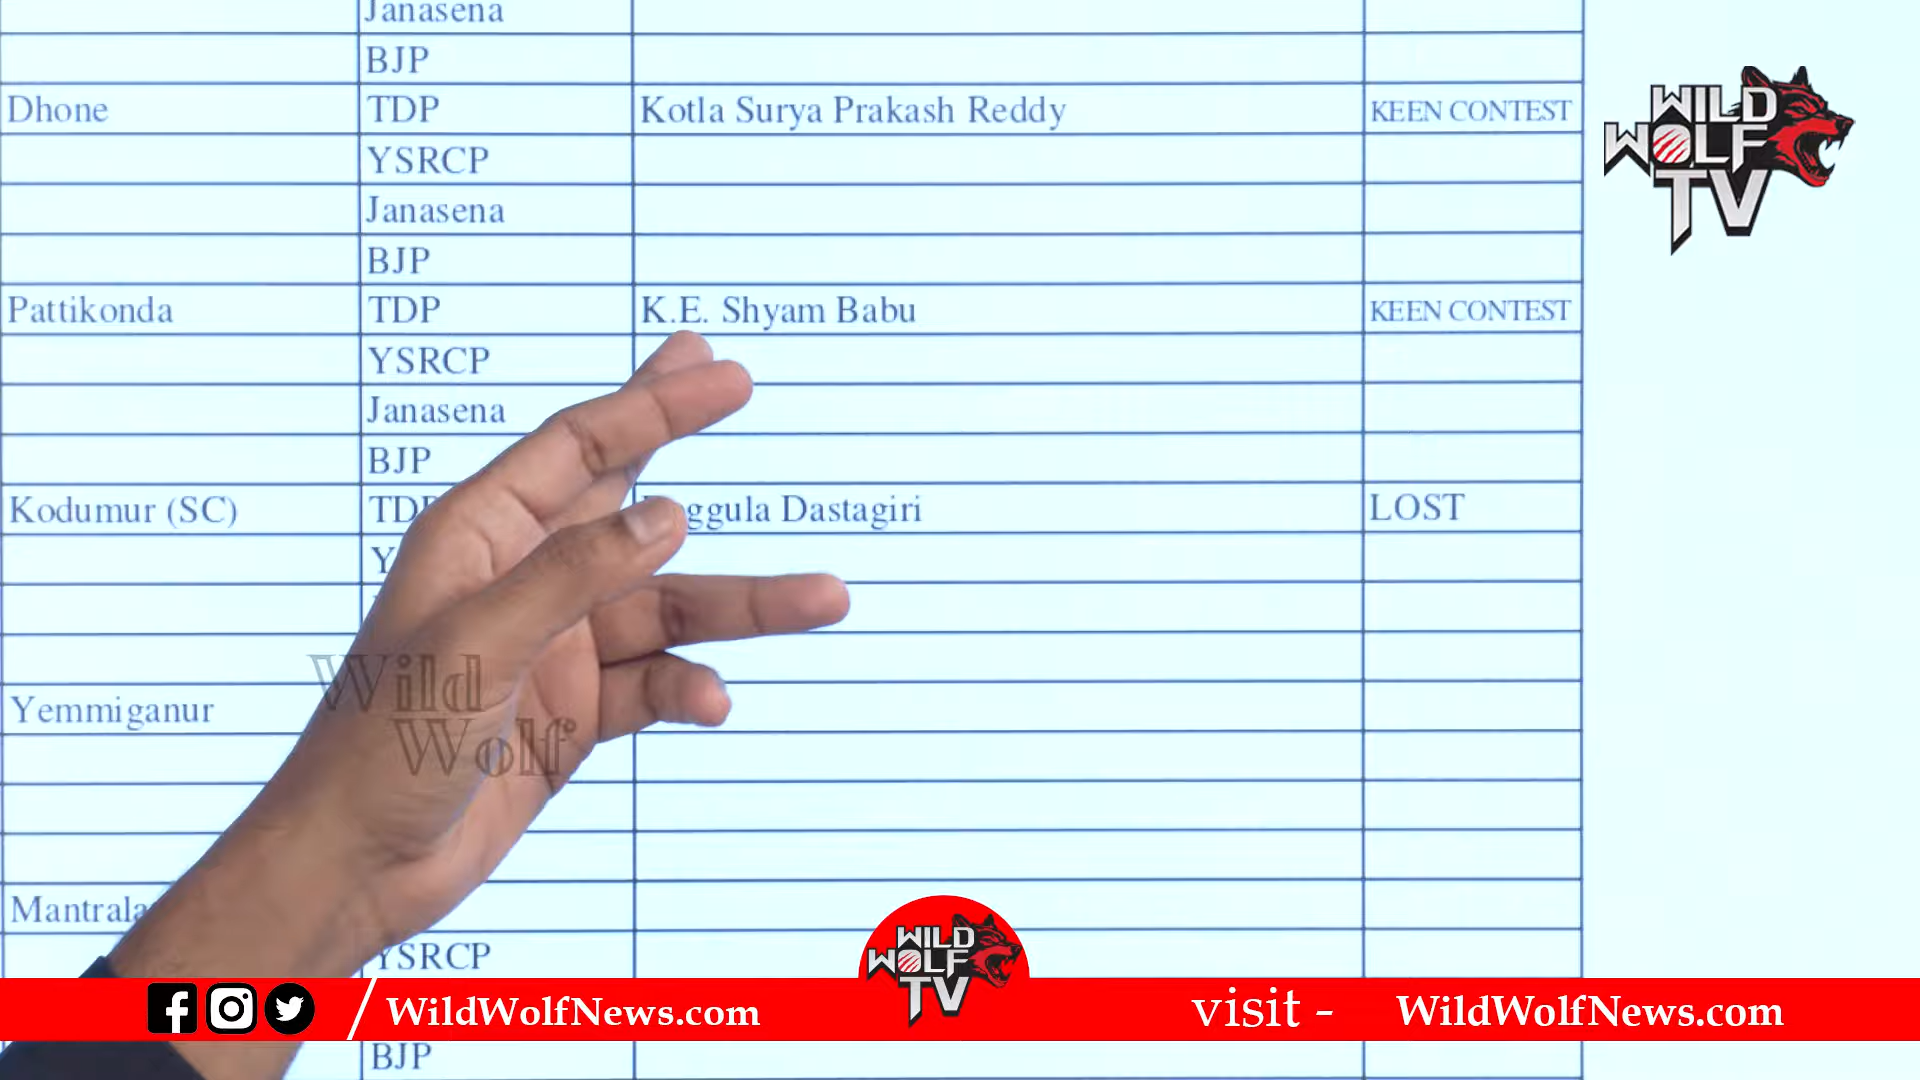 Janasena
BJP
Dhone TDP Kotla Surya Prakash Reddy KEEN CONTEST
YSRCP
Janasena
BJP
Pattikonda TDP K.E. Shyam Babu KEEN CONTEST
YSRCP
Janasena
BJP
Kodumur (SC) Dastagiri LOST
Yemmiganur
YSRCP
BJP
WILD
WOLF
TV
Wild
Wolf
WILD
WOLF
TV
WildWolfNews.com
visit - WildWolfNews.com